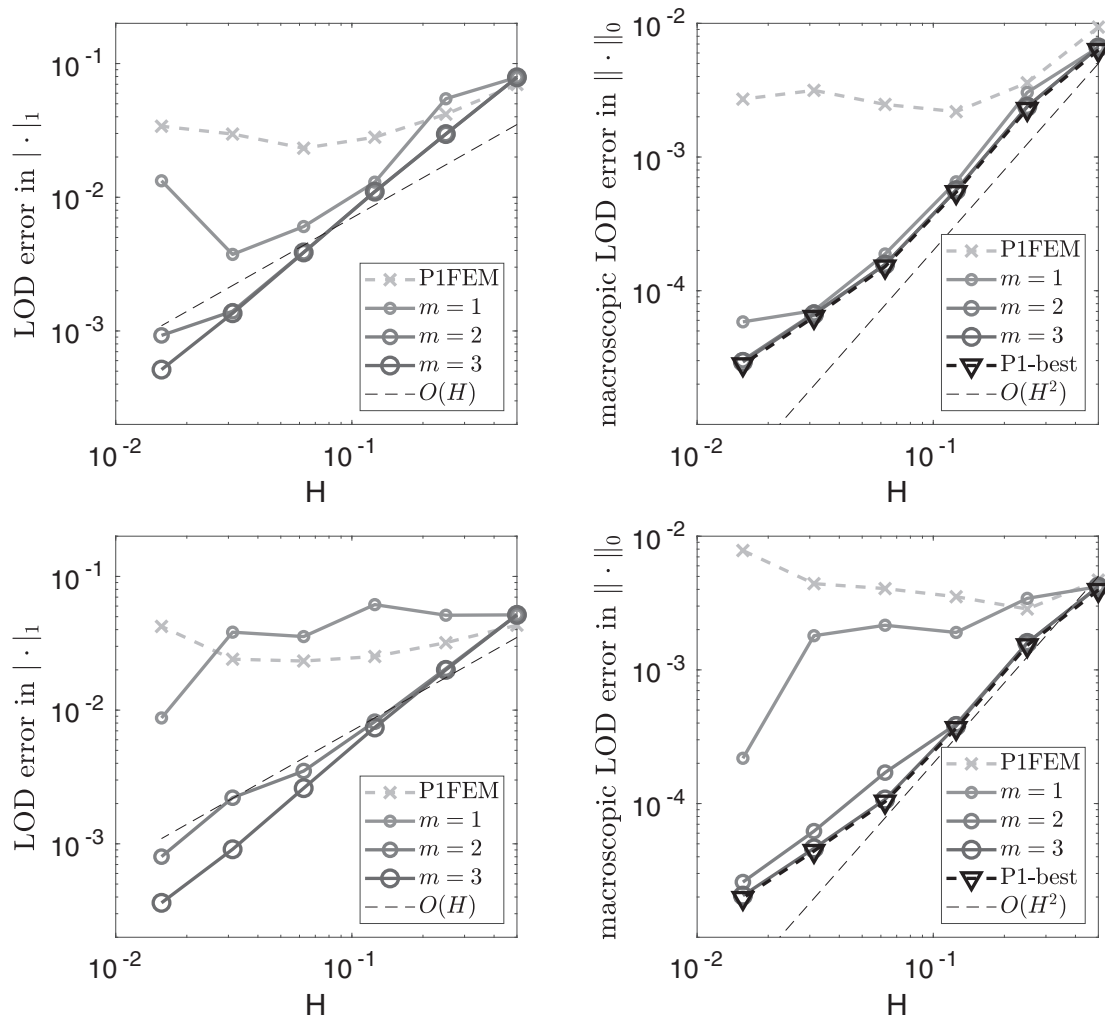 LOD error in | · |₁
10⁻¹
10⁻²
10⁻³
P1FEM
m = 1
m = 2
m = 3
O(H)
10⁻²
10⁻¹
H
macroscopic LOD error in ‖ · ‖₀
10⁻²
10⁻³
10⁻⁴
P1FEM
m = 1
m = 2
m = 3
P1-best
O(H²)
10⁻²
10⁻¹
H
LOD error in | · |₁
10⁻¹
10⁻²
10⁻³
P1FEM
m = 1
m = 2
m = 3
O(H)
10⁻²
10⁻¹
H
macroscopic LOD error in ‖ · ‖₀
10⁻²
10⁻³
10⁻⁴
P1FEM
m = 1
m = 2
m = 3
P1-best
O(H²)
10⁻²
10⁻¹
H